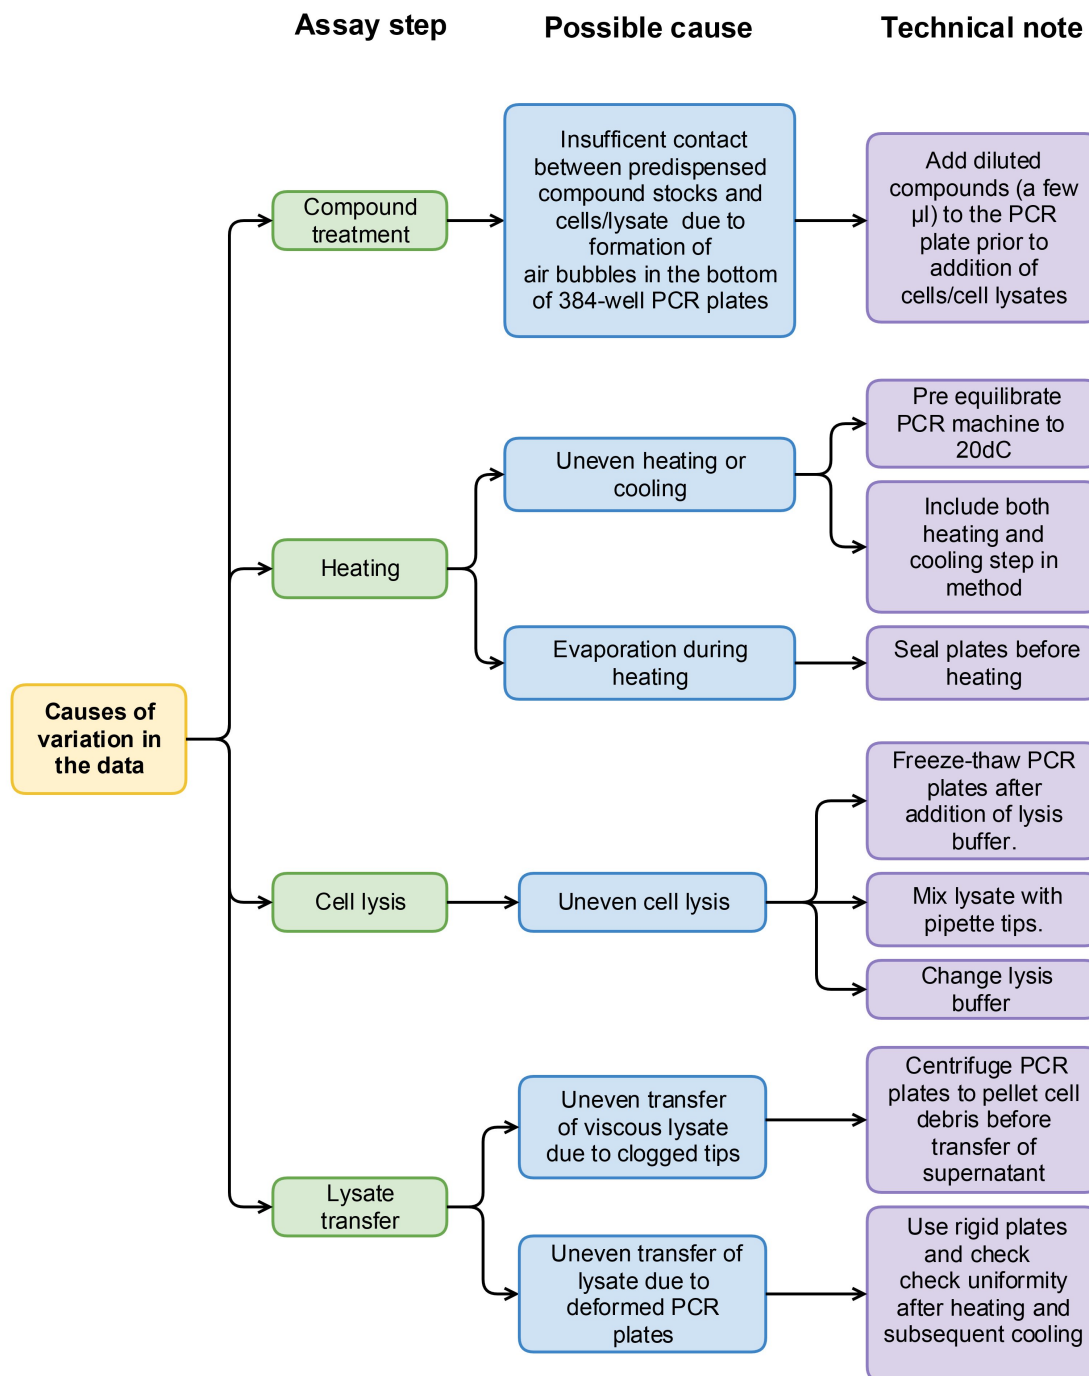 Assay step
Possible cause
Technical note
Causes of
variation in
the data
Compound
treatment
Insufficent contact
between predispensed
compound stocks and
cells/lysate due to
formation of
air bubbles in the bottom
of 384-well PCR plates
Add diluted
compounds (a few
µl) to the PCR
plate prior to
addition of
cells/cell lysates
Heating
Uneven heating or
cooling
Pre equilibrate
PCR machine to
20dC
Include both
heating and
cooling step in
method
Evaporation during
heating
Seal plates before
heating
Cell lysis
Uneven cell lysis
Freeze-thaw PCR
plates after
addition of lysis
buffer.
Mix lysate with
pipette tips.
Change lysis
buffer
Lysate
transfer
Uneven transfer
of viscous lysate
due to clogged tips
Centrifuge PCR
plates to pellet cell
debris before
transfer of
supernatant
Uneven transfer of
lysate due to
deformed PCR
plates
Use rigid plates
and check
check uniformity
after heating and
subsequent cooling